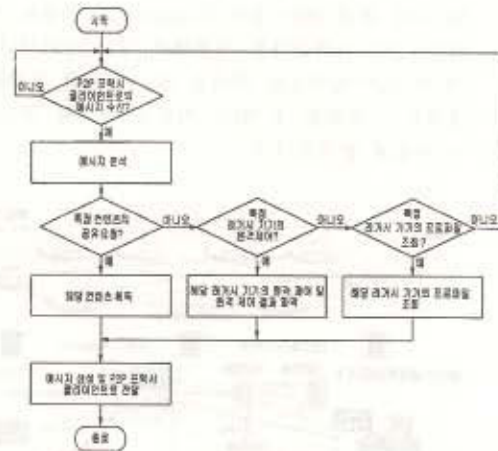 시작
아니오
P2P 프락시
클라이언트로의
메시지 수신?
예
메시지 분석
특정 컨텐츠의
공유요청?
아니오
특정
레거시 기기의
원격제어?
아니오
특정
레거시 기기의 프로파일
조회?
아니오
예
예
예
해당 컨텐츠 획득
해당 레거시 기기의 원격 제어 및
원격 제어 결과 획득
해당 레거시 기기의 프로파일
조회
메시지 생성 및 P2P 프락시
클라이언트로 전달
종료